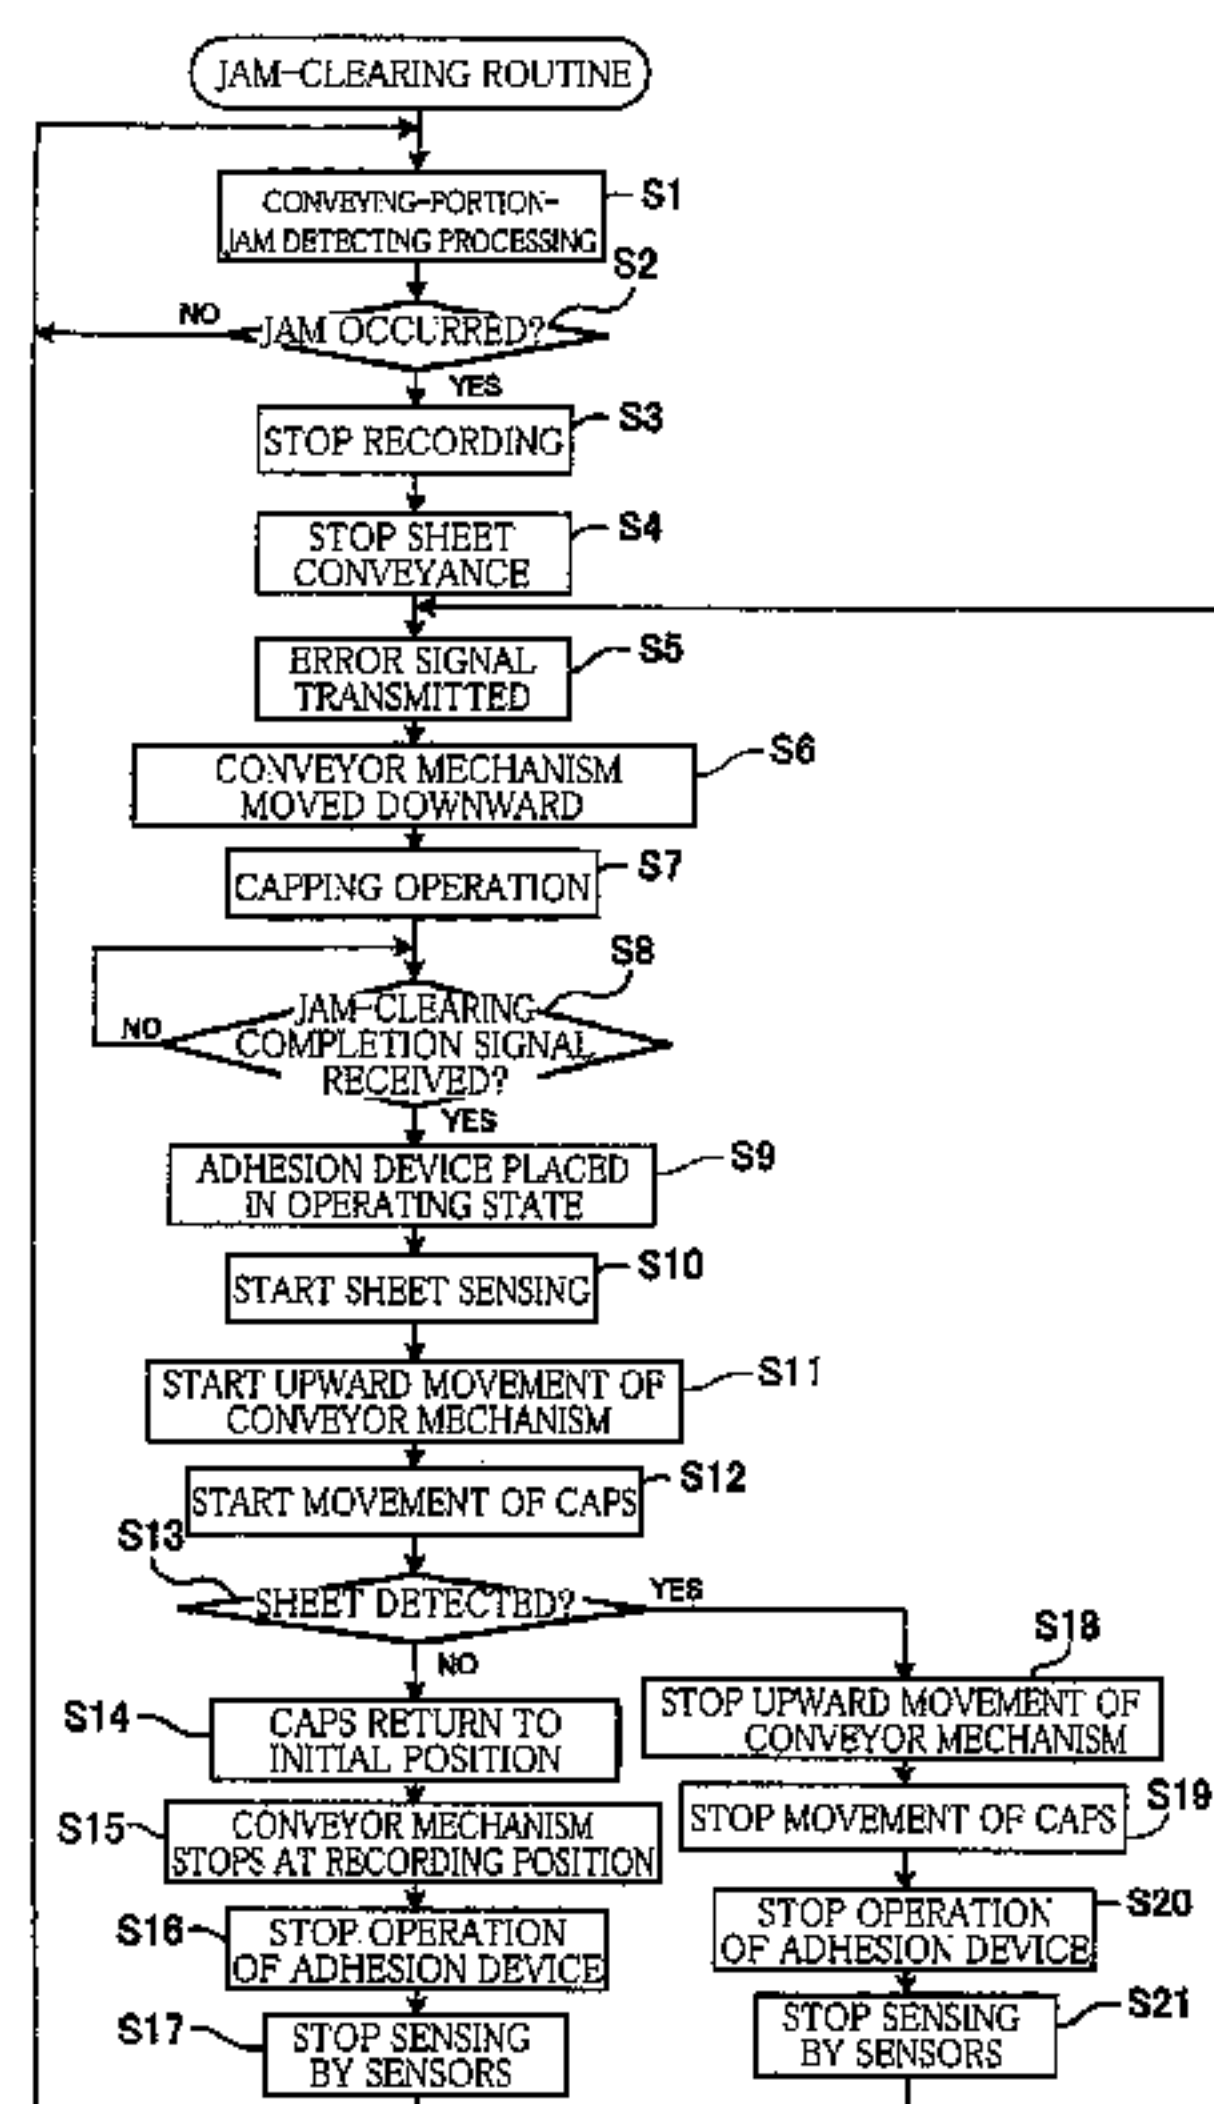 JAM-CLEARING ROUTINE
CONVEYING-PORTION-
JAM DETECTING PROCESSING
S1
S2
NO
JAM OCCURRED?
YES
STOP RECORDING
S3
STOP SHEET
CONVEYANCE
S4
ERROR SIGNAL
TRANSMITTED
S5
CONVEYOR MECHANISM
MOVED DOWNWARD
S6
CAPPING OPERATION
S7
S8
JAM-CLEARING
COMPLETION SIGNAL
RECEIVED?
NO
YES
ADHESION DEVICE PLACED
IN OPERATING STATE
S9
START SHEET SENSING
S10
START UPWARD MOVEMENT OF
CONVEYOR MECHANISM
S11
START MOVEMENT OF CAPS
S12
S13
SHEET DETECTED?
YES
NO
S14
CAPS RETURN TO
INITIAL POSITION
S15
CONVEYOR MECHANISM
STOPS AT RECORDING POSITION
S16
STOP OPERATION
OF ADHESION DEVICE
S17
STOP SENSING
BY SENSORS
S18
STOP UPWARD MOVEMENT OF
CONVEYOR MECHANISM
S19
STOP MOVEMENT OF CAPS
S20
STOP OPERATION
OF ADHESION DEVICE
S21
STOP SENSING
BY SENSORS